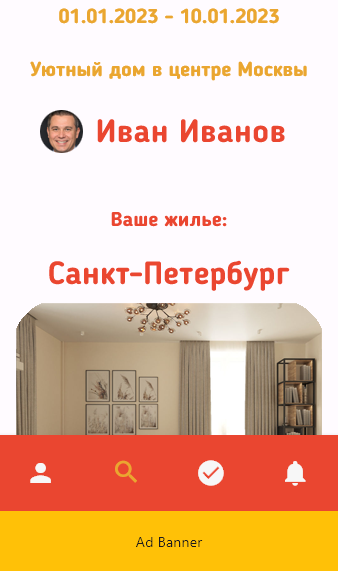 01.01.2023 - 10.01.2023
Уютный дом в центре Москвы
Иван Иванов
Ваше жилье:
Санкт-Петербург
Ad Banner